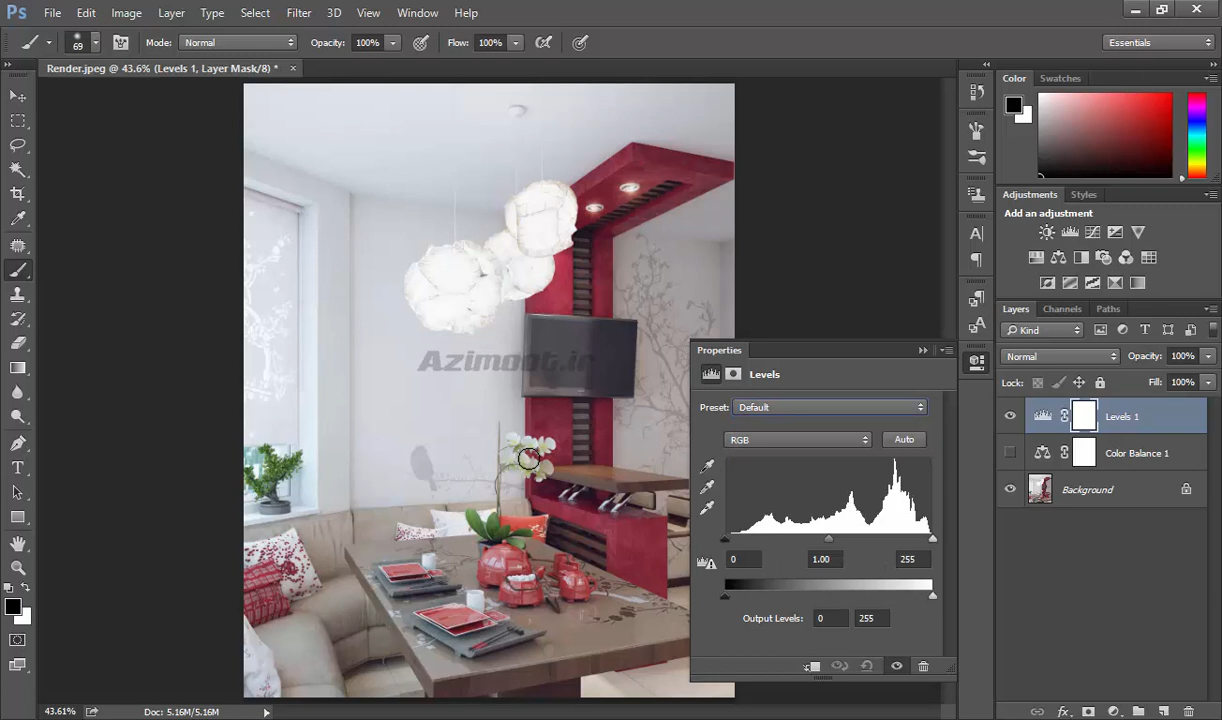 Ps File Edit Image Layer Type Select Filter 3D View Window Help
69 Mode: Normal Opacity: 100% Flow: 100% Essentials
Render.jpeg @ 43.6% (Levels 1, Layer Mask/8) * ×
Color Swatches
Adjustments Styles
Add an adjustment
Layers Channels Paths
Kind
Normal Opacity: 100%
Lock: Fill: 100%
Levels 1
Color Balance 1
Background
Azimoot.ir
Properties
Levels
Preset: Default
RGB Auto
0 1.00 255
Output Levels: 0 255
43.61% Doc: 5.16M/5.16M